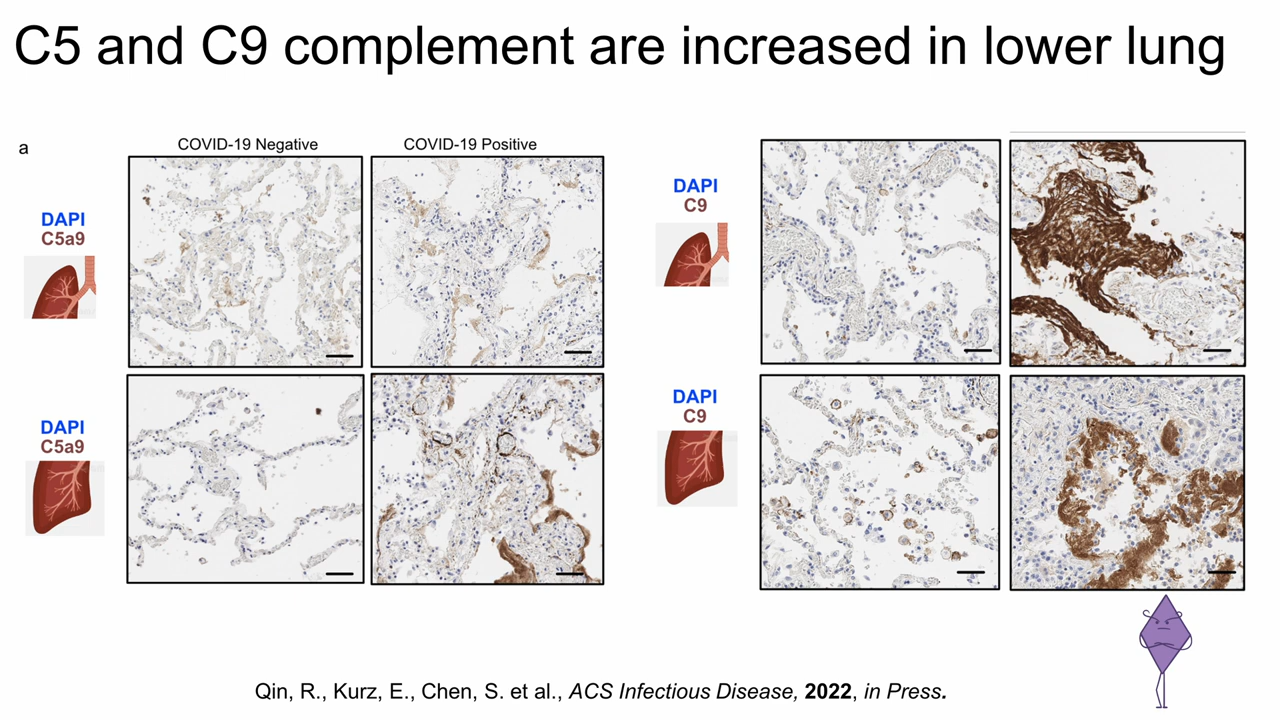 C5 and C9 complement are increased in lower lung
a
COVID-19 Negative
COVID-19 Positive
DAPI
C5a9
DAPI
C5a9
DAPI
C9
DAPI
C9
Qin, R., Kurz, E., Chen, S. et al., ACS Infectious Disease, 2022, in Press.